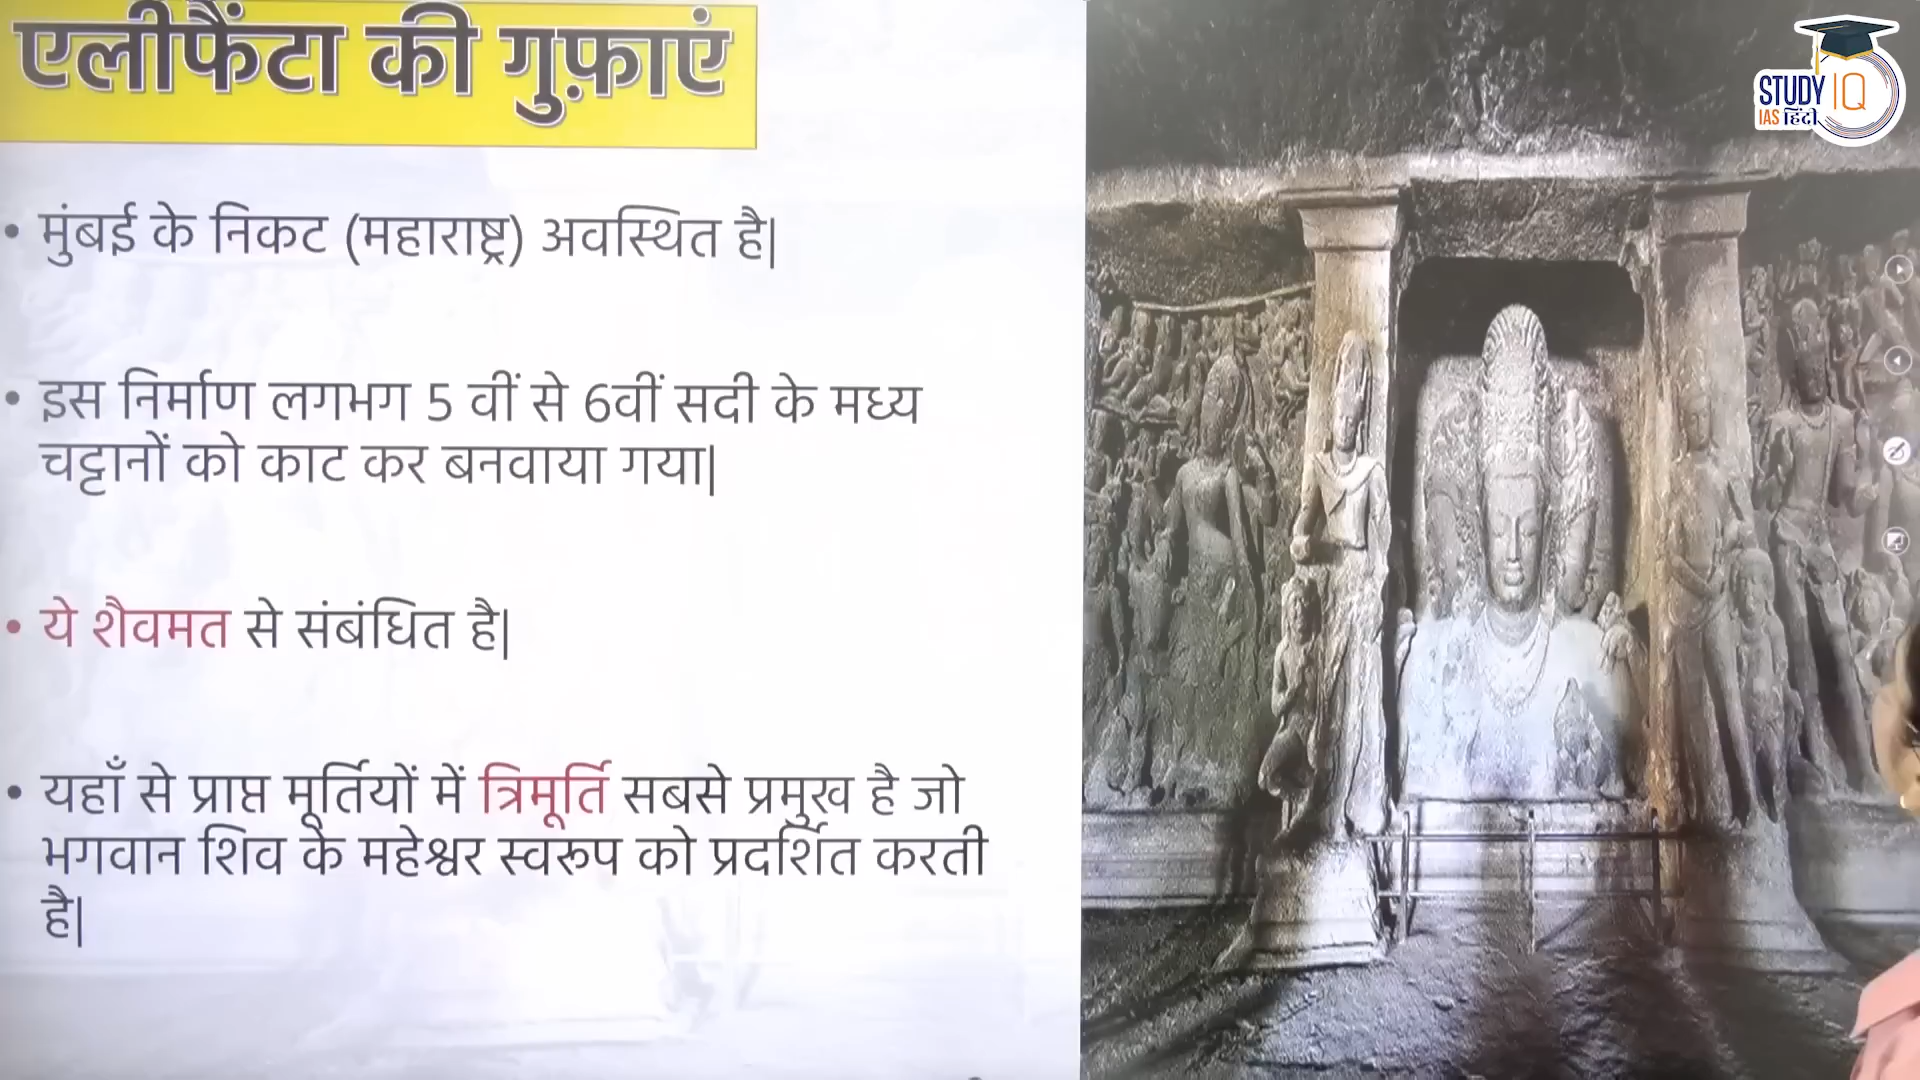 एलीफैंटा की गुफ़ाएं
STUDY IQ
IAS हिंदी
• मुंबई के निकट (महाराष्ट्र) अवस्थित है|
• इस निर्माण लगभग 5 वीं से 6वीं सदी के मध्य
चट्टानों को काट कर बनवाया गया|
• ये शैवमत से संबंधित है|
• यहाँ से प्राप्त मूर्तियों में त्रिमूर्ति सबसे प्रमुख है जो
भगवान शिव के महेश्वर स्वरूप को प्रदर्शित करती
है|